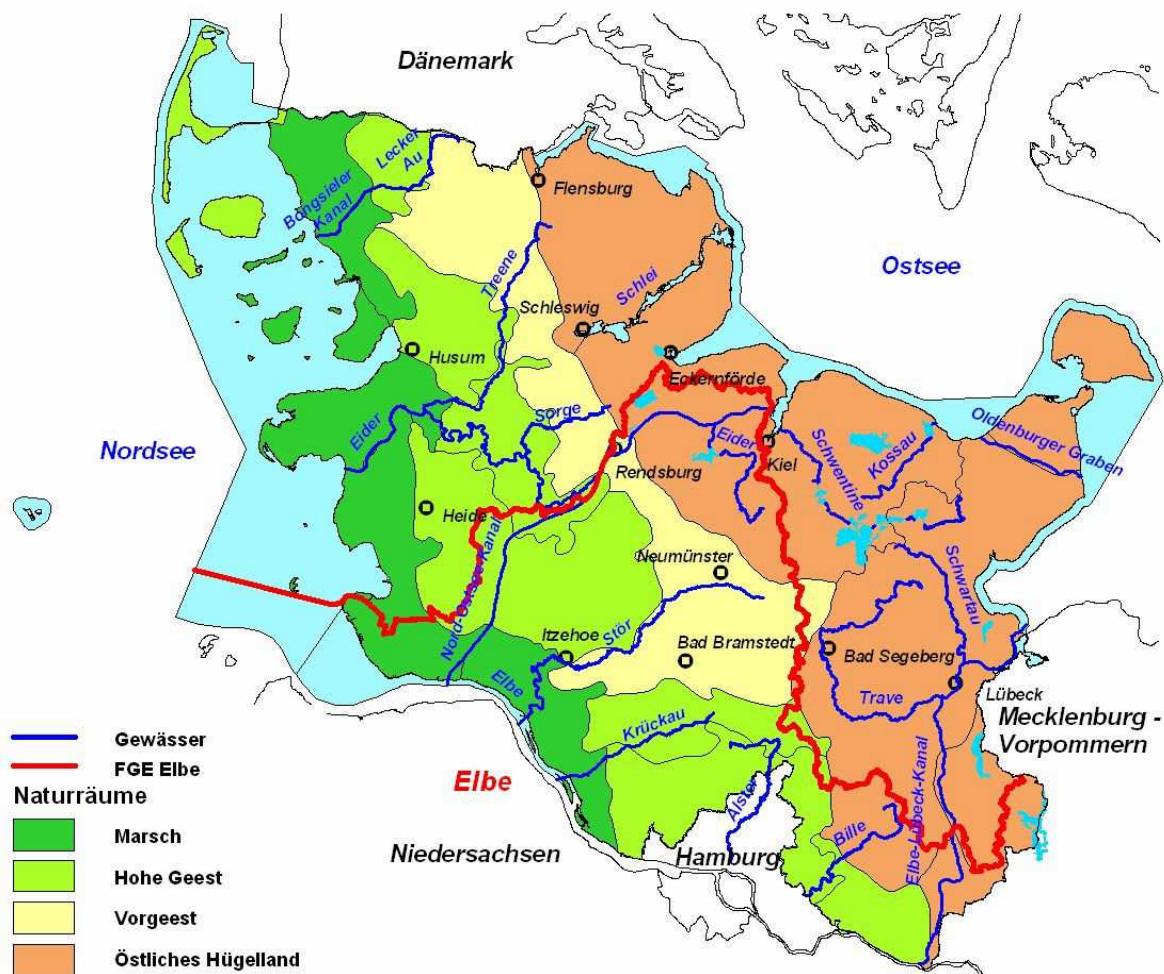 Dänemark
Lecker
Au
Bongsieler
Kanal
Flensburg
Ostsee
Treene
Schlei
Schleswig
Husum
Eckernförde
Sorge
Eider
Eider
Nordsee
Oldenburger Graben
Kossau
Schwentine
Kiel
Rendsburg
Heide
Nord-Ostsee-Kanal
Neumünster
Schwartau
Itzehoe
Stör
Bad Bramstedt
Bad Segeberg
Elbe
Trave
Lübeck
Krückau
Mecklenburg -
Vorpommern
Elbe
Alster
Elbe-Lübeck-Kanal
Bille
Niedersachsen
Hamburg
Gewässer
FGE Elbe
Naturräume
Marsch
Hohe Geest
Vorgeest
Östliches Hügelland